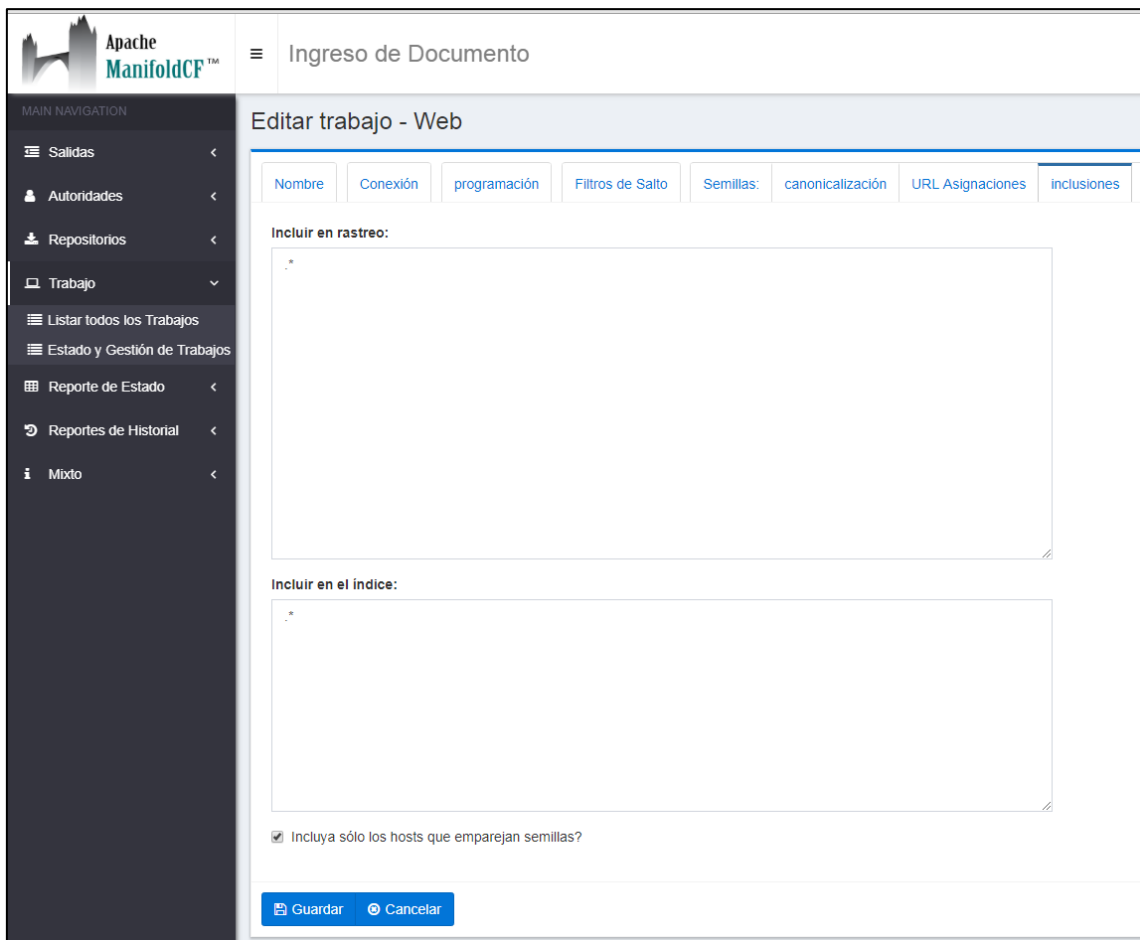 Apache
ManifoldCF™
Ingreso de Documento
MAIN NAVIGATION
Salidas
Autoridades
Repositorios
Trabajo
Listar todos los Trabajos
Estado y Gestión de Trabajos
Reporte de Estado
Reportes de Historial
Mixto
Editar trabajo - Web
Nombre Conexión programación Filtros de Salto Semillas: canonicalización URL Asignaciones inclusiones
Incluir en rastreo:
.*
Incluir en el índice:
.*
Incluya sólo los hosts que emparejan semillas?
Guardar Cancelar